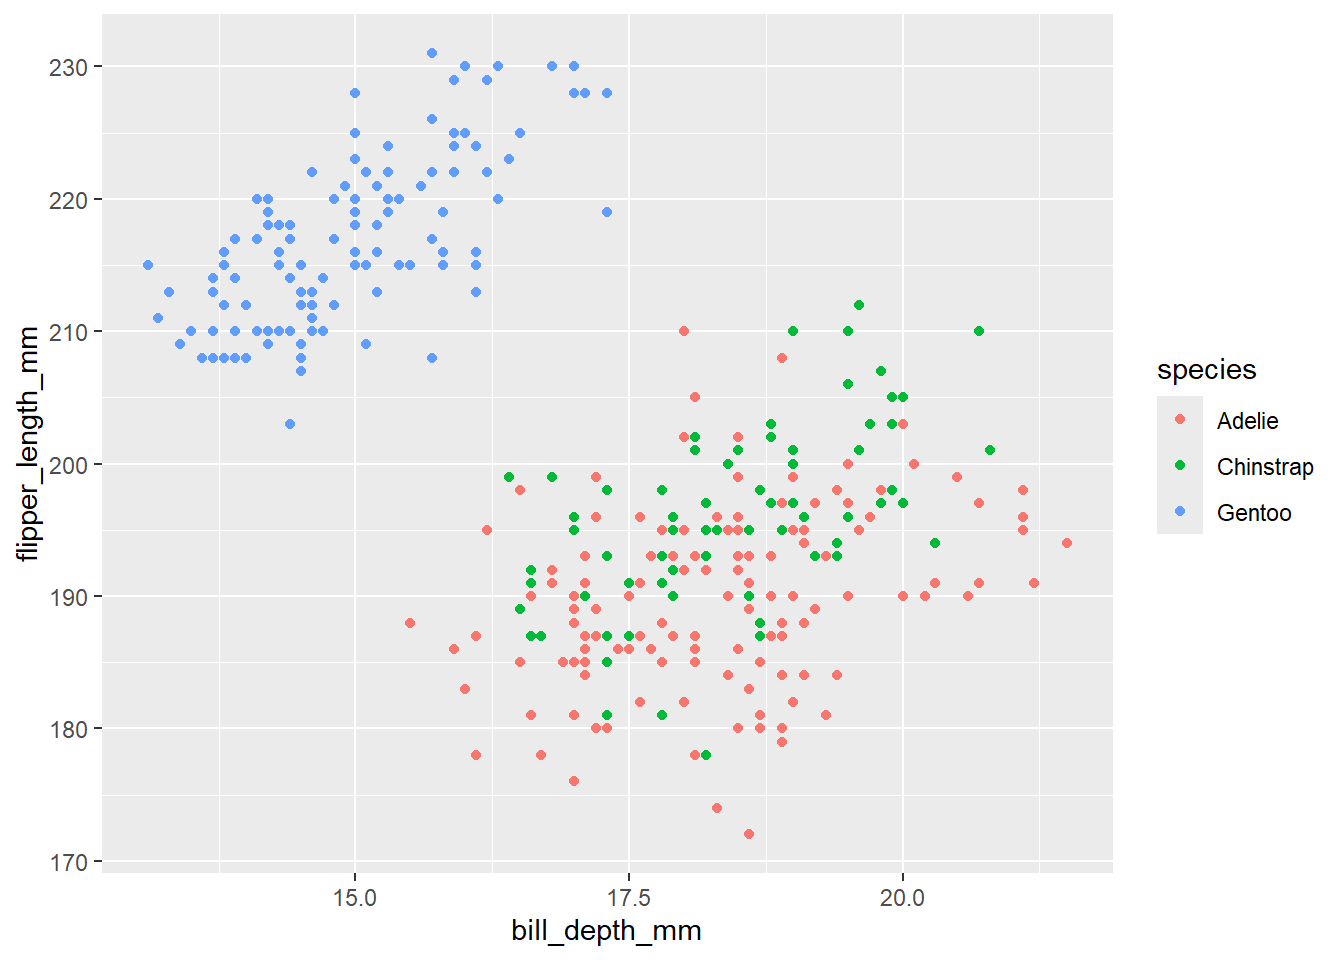 230
220
210
200
190
180
170
flipper_length_mm
15.0
17.5
20.0
bill_depth_mm
species
Adelie
Chinstrap
Gentoo